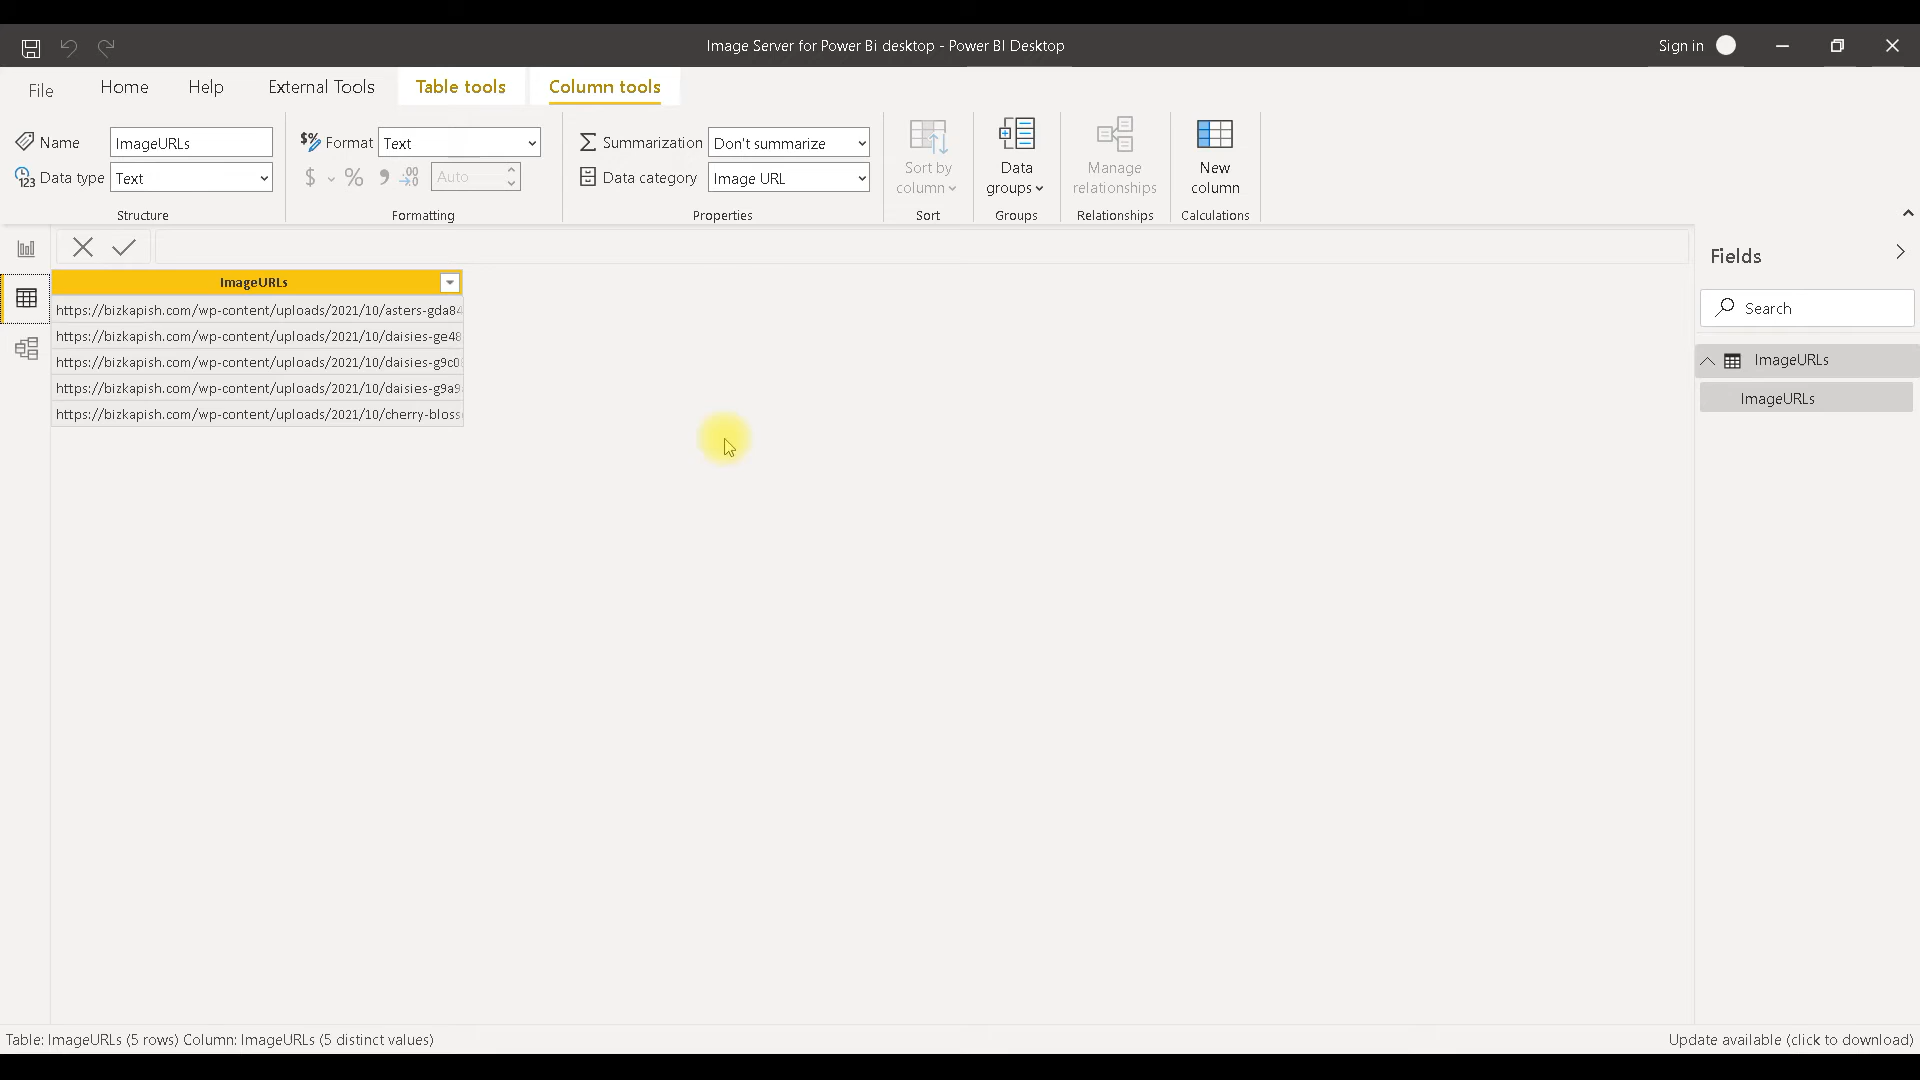 Image Server for Power Bi desktop - Power BI Desktop
Sign in
File
Home
Help
External Tools
Table tools
Column tools
Name
ImageURLs
Data type
Text
Structure
Format
Text
$
%
Auto
Formatting
Summarization
Don't summarize
Data category
Image URL
Properties
Sort by
column
Sort
Data
groups
Groups
Manage
relationships
Relationships
New
column
Calculations
ImageURLs
https://bizkapish.com/wp-content/uploads/2021/10/asters-gda84
https://bizkapish.com/wp-content/uploads/2021/10/daisies-ge48
https://bizkapish.com/wp-content/uploads/2021/10/daisies-g9c0
https://bizkapish.com/wp-content/uploads/2021/10/daisies-g9a9
https://bizkapish.com/wp-content/uploads/2021/10/cherry-bloss
Fields
Search
ImageURLs
ImageURLs
Table: ImageURLs (5 rows) Column: ImageURLs (5 distinct values)
Update available (click to download)